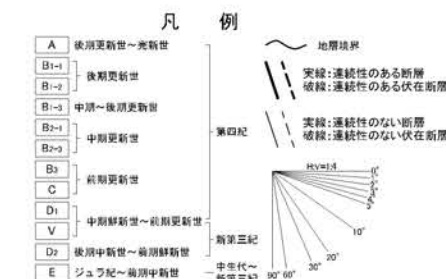 凡 例
A 後期更新世~完新世
B1-1
B1-2
後期更新世
B1-3 中期~後期更新世
B2-1
B2-3
中期更新世
B3
C
前期更新世
D1
V
中期鮮新世~前期更新世
D2 後期中新世~前期鮮新世
E ジュラ紀~前期中新世
第四紀
新第三紀
中生代~
新第三紀
地層境界
実線:連続性のある断層
破線:連続性のある伏在断層
実線:連続性のない断層
破線:連続性のない伏在断層
H:V=1:4
0°
10°
20°
30°
60°
90°